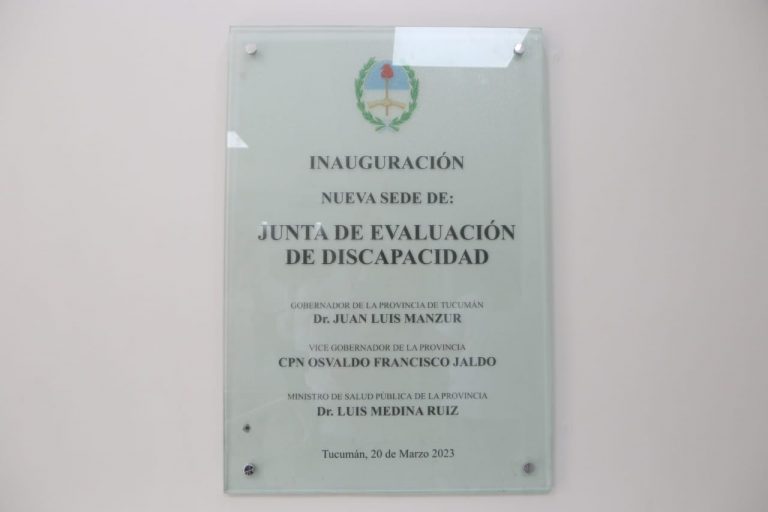 INAUGURACIÓN
NUEVA SEDE DE:
JUNTA DE EVALUACIÓN
DE DISCAPACIDAD
GOBERNADOR DE LA PROVINCIA DE TUCUMÁN
Dr. JUAN LUIS MANZUR
VICE GOBERNADOR DE LA PROVINCIA
CPN OSVALDO FRANCISCO JALDO
MINISTRO DE SALUD PÚBLICA DE LA PROVINCIA
Dr. LUIS MEDINA RUIZ
Tucumán, 20 de Marzo 2023